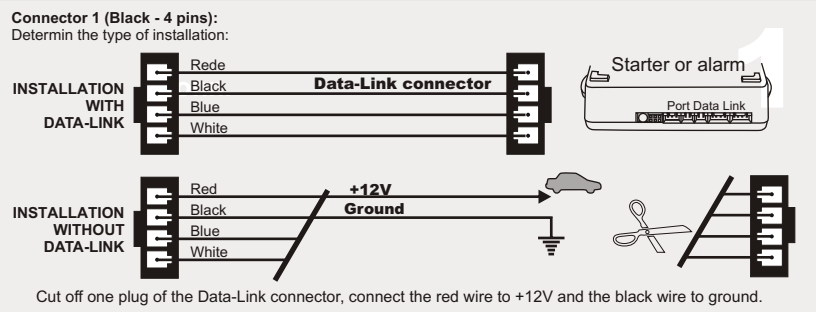 Connector 1 (Black - 4 pins):
Determin the type of installation:
1
INSTALLATION
WITH
DATA-LINK
Rede
Black
Blue
White
Data-Link connector
Starter or alarm
Port Data Link
INSTALLATION
WITHOUT
DATA-LINK
Red
Black
Blue
White
+12V
Ground
Cut off one plug of the Data-Link connector, connect the red wire to +12V and the black wire to ground.